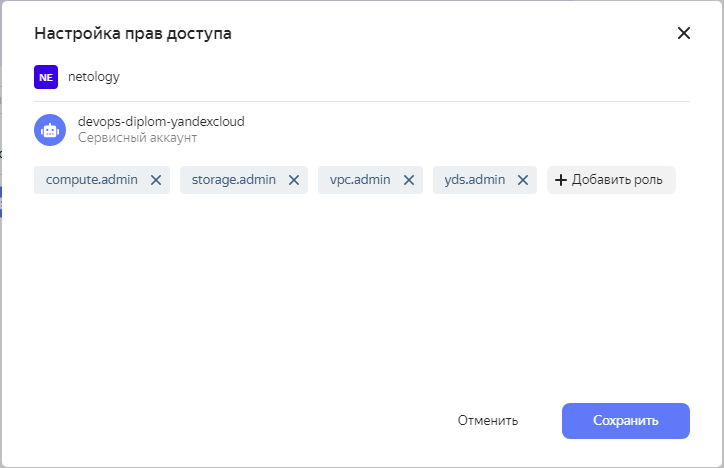 Настройка прав доступа
NE netology
devops-diplom-yandexcloud
Сервисный аккаунт
compute.admin storage.admin vpc.admin yds.admin Добавить роль
Отменить Сохранить